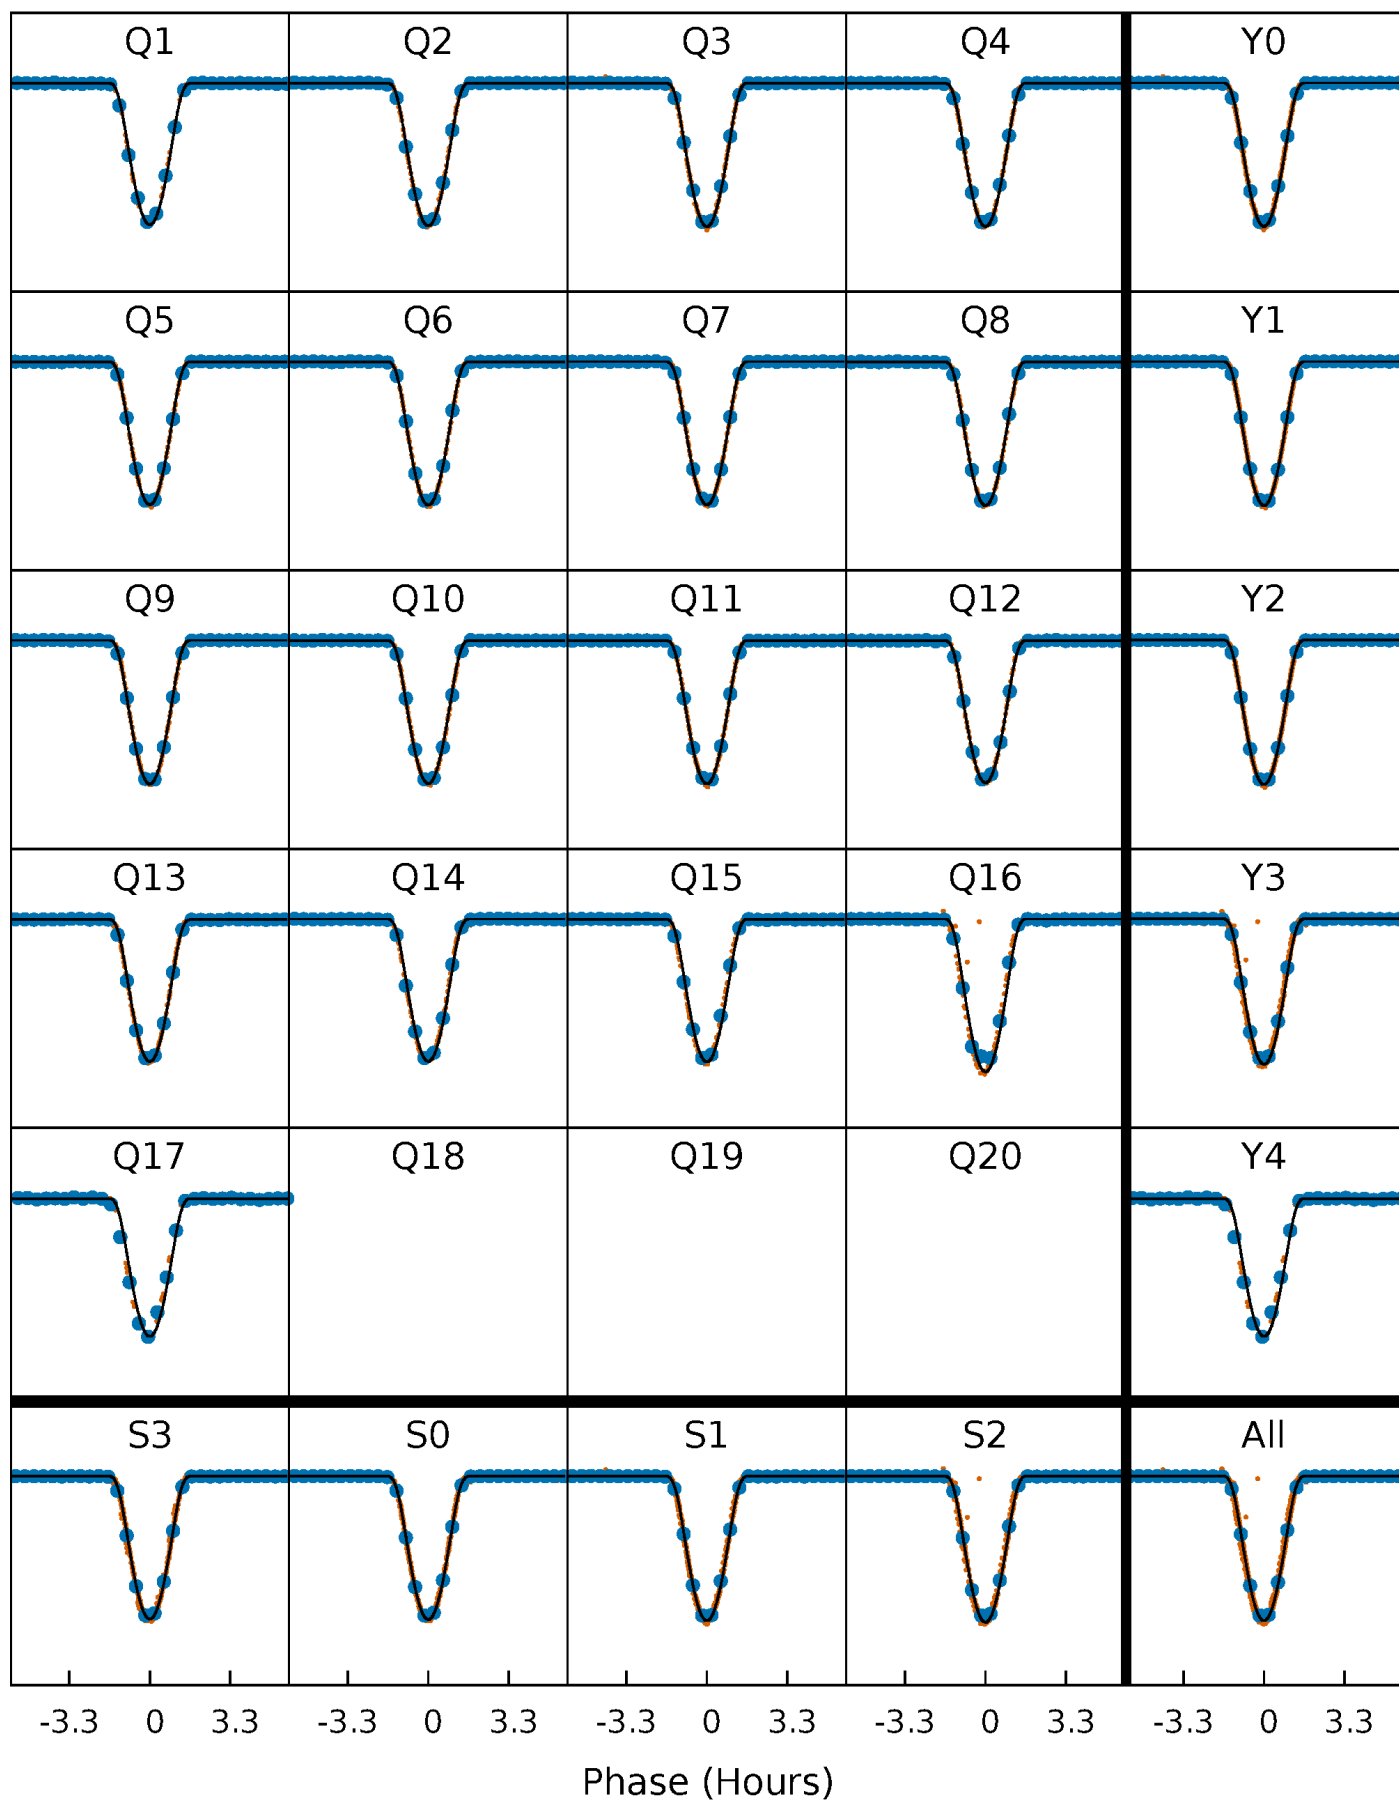 Q1 Q2 Q3 Q4 Y0
Q5 Q6 Q7 Q8 Y1
Q9 Q10 Q11 Q12 Y2
Q13 Q14 Q15 Q16 Y3
Q17 Q18 Q19 Q20 Y4
S3 S0 S1 S2 All
-3.3 0 3.3 -3.3 0 3.3 -3.3 0 3.3 -3.3 0 3.3 -3.3 0 3.3
Phase (Hours)